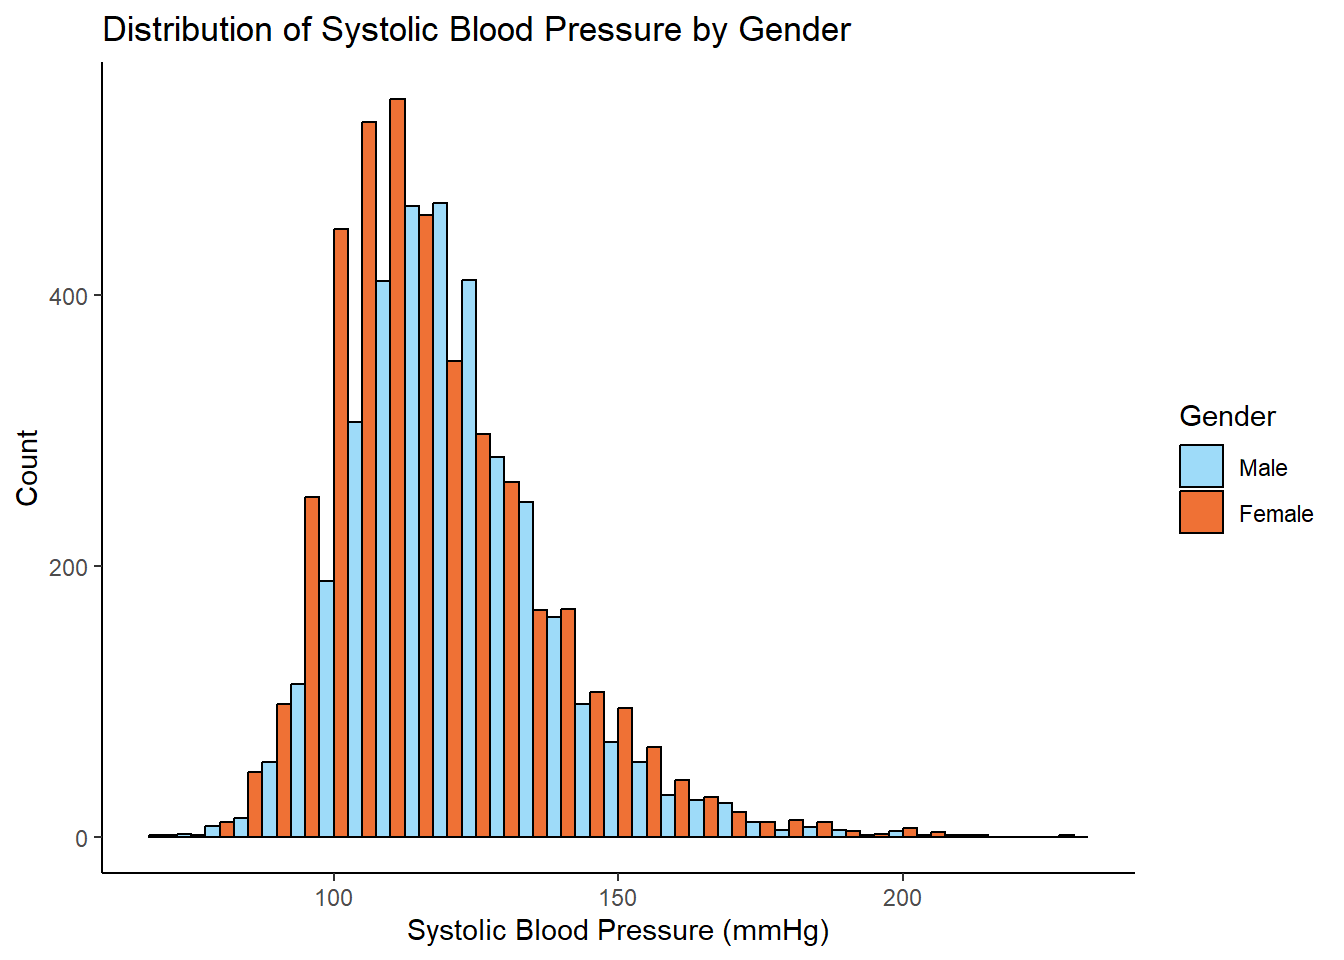 Distribution of Systolic Blood Pressure by Gender
400
200
0
Count
100 150 200
Systolic Blood Pressure (mmHg)
Gender
Male
Female